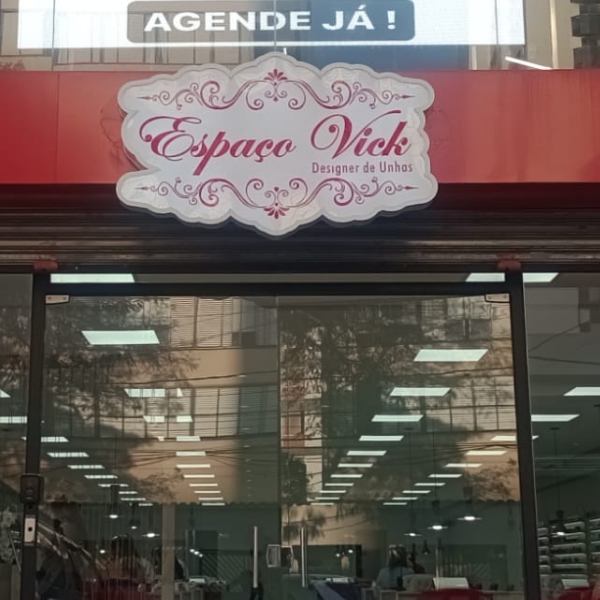 AGENDE JÁ !
Espaço Vick
Designer de Unhas